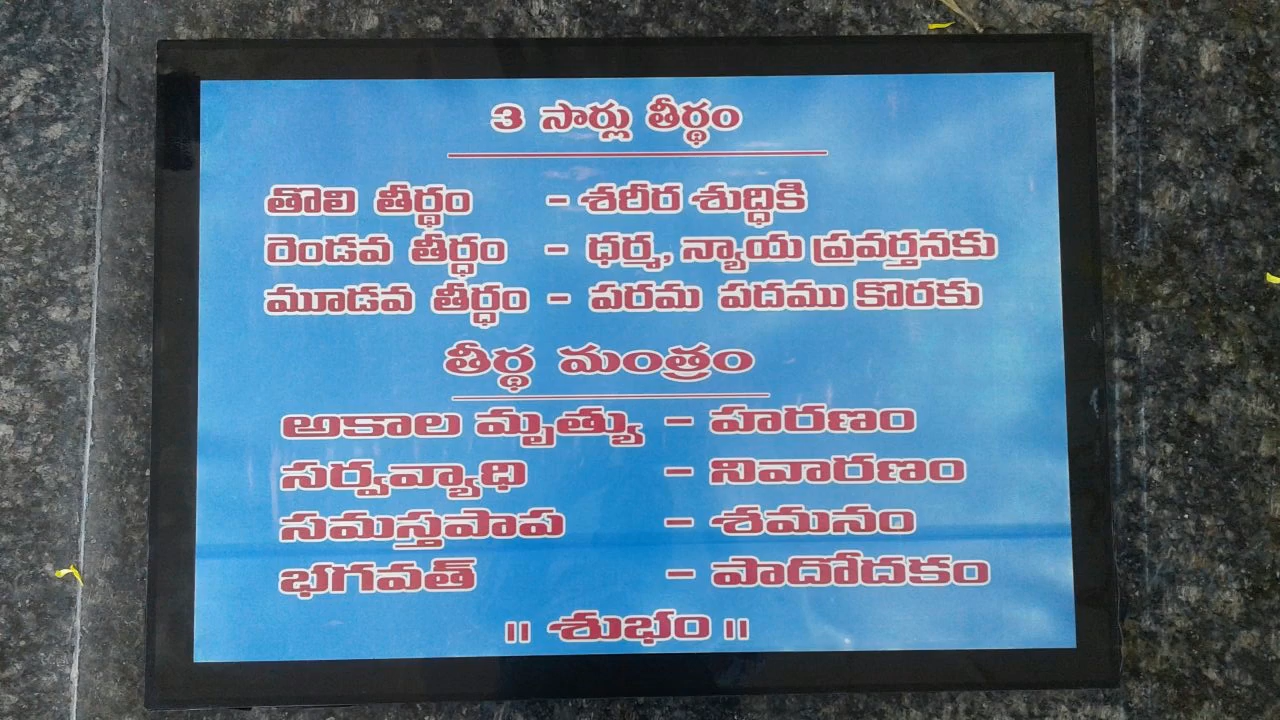 3 సార్లు తీర్థం
తొలి తీర్థం - శరీర శుద్ధికి
రెండవ తీర్థం - ధర్మ, న్యాయ ప్రవర్తనకు
మూడవ తీర్థం - పరమ పదము కొరకు
తీర్థ మంత్రం
అకాల మృత్యు - హరణం
సర్వవ్యాధి - నివారణం
సమస్తపాప - శమనం
భగవత్ - పాదోదకం
|| శుభం ||